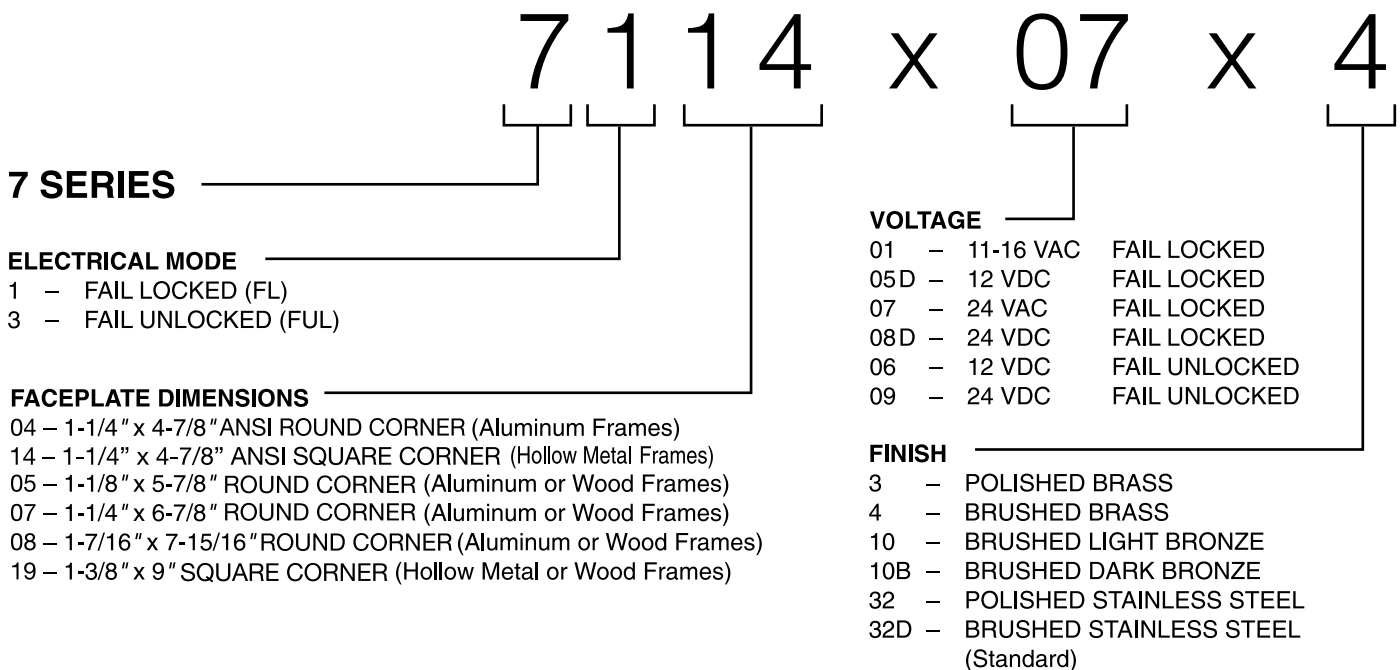 7114 x 07 x 4
7 SERIES
ELECTRICAL MODE
1 – FAIL LOCKED (FL)
3 – FAIL UNLOCKED (FUL)
FACEPLATE DIMENSIONS
04 – 1-1/4" x 4-7/8" ANSI ROUND CORNER (Aluminum Frames)
14 – 1-1/4” x 4-7/8” ANSI SQUARE CORNER (Hollow Metal Frames)
05 – 1-1/8" x 5-7/8" ROUND CORNER (Aluminum or Wood Frames)
07 – 1-1/4" x 6-7/8" ROUND CORNER (Aluminum or Wood Frames)
08 – 1-7/16" x 7-15/16" ROUND CORNER (Aluminum or Wood Frames)
19 – 1-3/8" x 9" SQUARE CORNER (Hollow Metal or Wood Frames)
VOLTAGE
01 – 11-16 VAC FAIL LOCKED
05D – 12 VDC FAIL LOCKED
07 – 24 VAC FAIL LOCKED
08D – 24 VDC FAIL LOCKED
06 – 12 VDC FAIL UNLOCKED
09 – 24 VDC FAIL UNLOCKED
FINISH
3 – POLISHED BRASS
4 – BRUSHED BRASS
10 – BRUSHED LIGHT BRONZE
10B – BRUSHED DARK BRONZE
32 – POLISHED STAINLESS STEEL
32D – BRUSHED STAINLESS STEEL
(Standard)